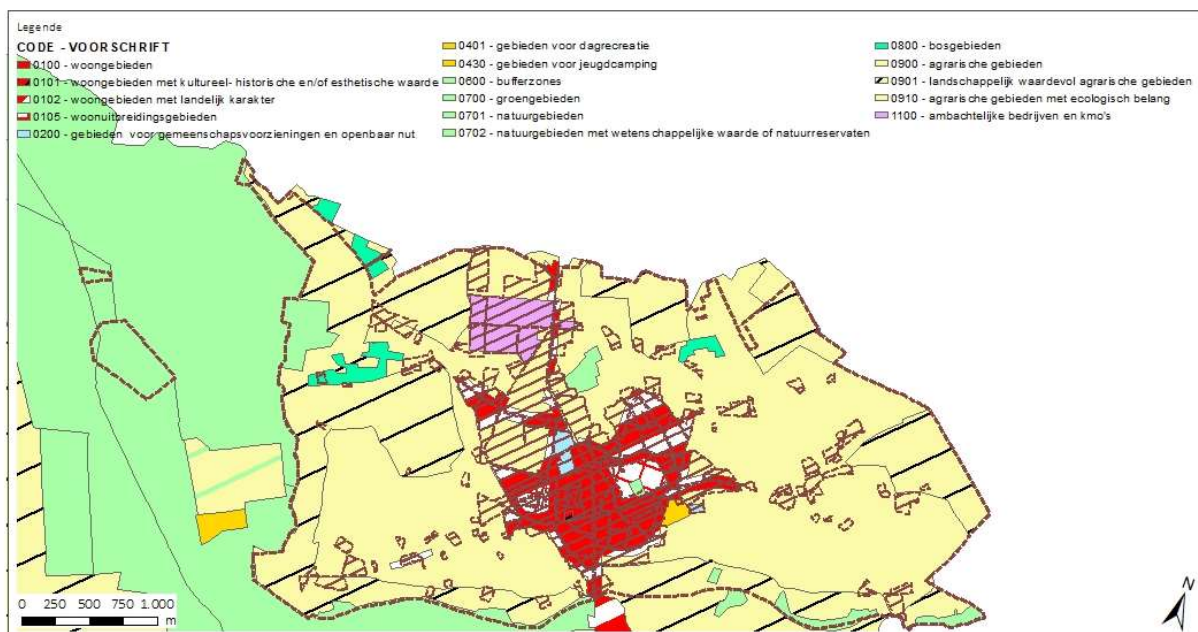 Legende
CODE - VOORSCHRIFT
0100 - woongebieden
0101 - woongebieden met kultureel- historische en/of esthetische waarde
0102 - woongebieden met landelijk karakter
0105 - woonuitbreidingsgebieden
0200 - gebieden voor gemeenschapsvoorzieningen en openbaar nut
0401 - gebieden voor dagrecreatie
0430 - gebieden voor jeugdcamping
0600 - bufferzones
0700 - groengebieden
0701 - natuurgebieden
0702 - natuurgebieden met wetenschappelijke waarde of natuurreservaten
0800 - bosgebieden
0900 - agrarische gebieden
0901 - landschappelijk waardevol agrarische gebieden
0910 - agrarische gebieden met ecologisch belang
1100 - ambachtelijke bedrijven en kmo's
0 250 500 750 1.000
m
N